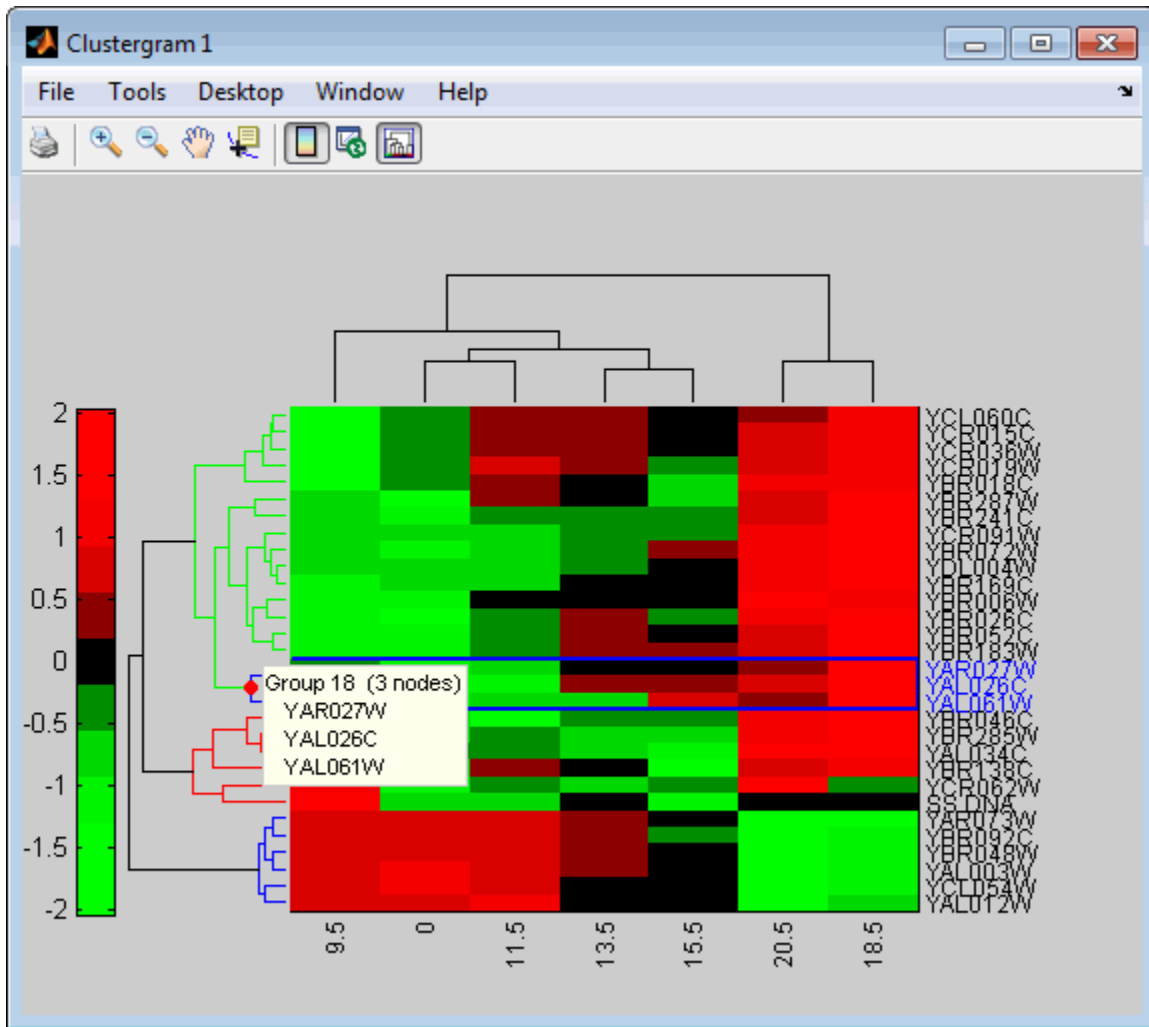 Clustergram 1
File Tools Desktop Window Help
2
1.5
1
0.5
0
-0.5
-1
-1.5
-2
YCL060C
YCR015C
YCR036W
YCR019W
YBR018C
YBR287W
YBR241C
YCR091W
YBR072W
YDL004W
YBR169C
YBR006W
YBR026C
YBR052C
YBR183W
YAR027W
YAL026C
YAL061W
YBR046C
YBR285W
YAL034C
YBR138C
YCR062W
SS DNA
YAR073W
YBR092C
YBR048W
YAL003W
YCL054W
YAL012W
Group 18 (3 nodes)
YAR027W
YAL026C
YAL061W
9.5 0 11.5 13.5 15.5 20.5 18.5